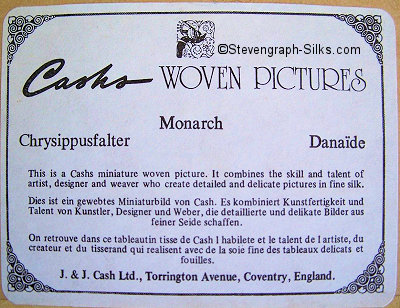 ©Stevengraph-Silks.com
Cash's WOVEN PICTURES
Monarch
Chrysippusfalter Danaïde
This is a Cashs miniature woven picture. It combines the skill and talent of
artist, designer and weaver who create detailed and delicate pictures in fine silk.
Dies ist ein gewebtes Miniaturbild von Cash. Es kombiniert Kunstfertigkeit und
Talent von Kunstler, Designer und Weber, die detaillierte und delikate Bilder aus
feiner Seide schaffen.
On retrouve dans ce tableautin tisse de Cash l habilete et le talent de l artiste, du
createur et du tisserand qui realisent avec de la soie fine des tableaux delicats et
fouilles.
J. & J. Cash Ltd., Torrington Avenue, Coventry, England.